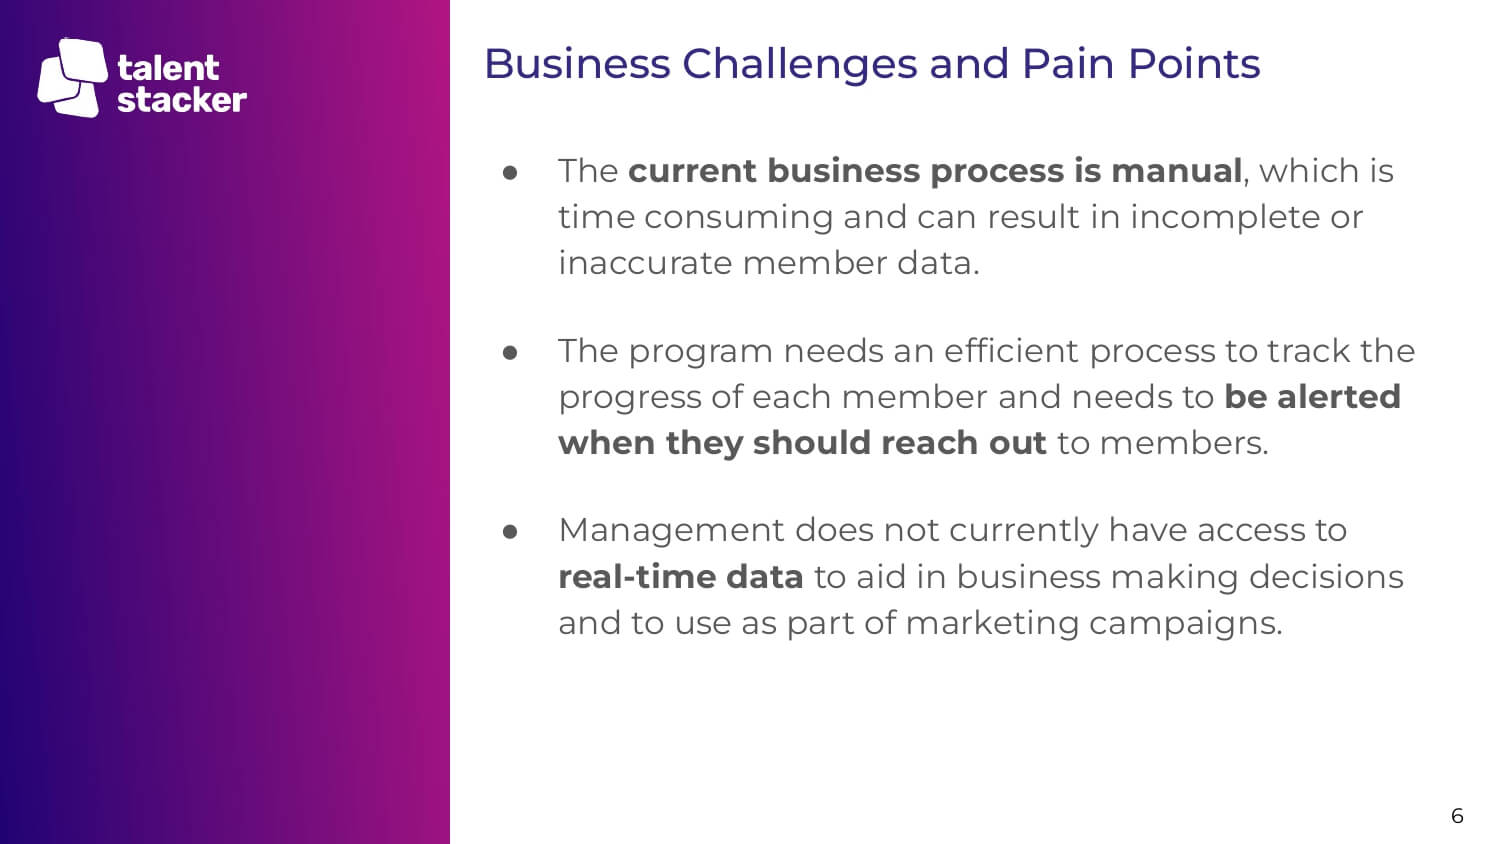 talent
stacker
Business Challenges and Pain Points
● The current business process is manual, which is
time consuming and can result in incomplete or
inaccurate member data.
● The program needs an efficient process to track the
progress of each member and needs to be alerted
when they should reach out to members.
● Management does not currently have access to
real-time data to aid in business making decisions
and to use as part of marketing campaigns.
6